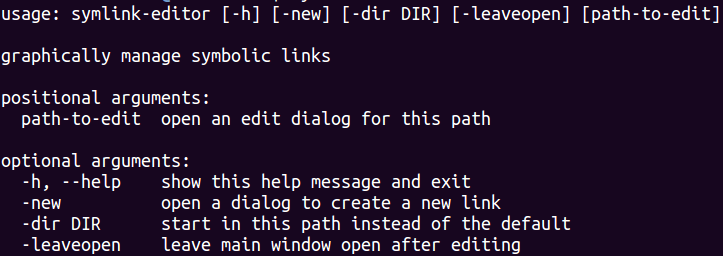 usage: symlink-editor [-h] [-new] [-dir DIR] [-leaveopen] [path-to-edit]
graphically manage symbolic links
positional arguments:
  path-to-edit  open an edit dialog for this path
optional arguments:
  -h, --help    show this help message and exit
  -new          open a dialog to create a new link
  -dir DIR      start in this path instead of the default
  -leaveopen    leave main window open after editing